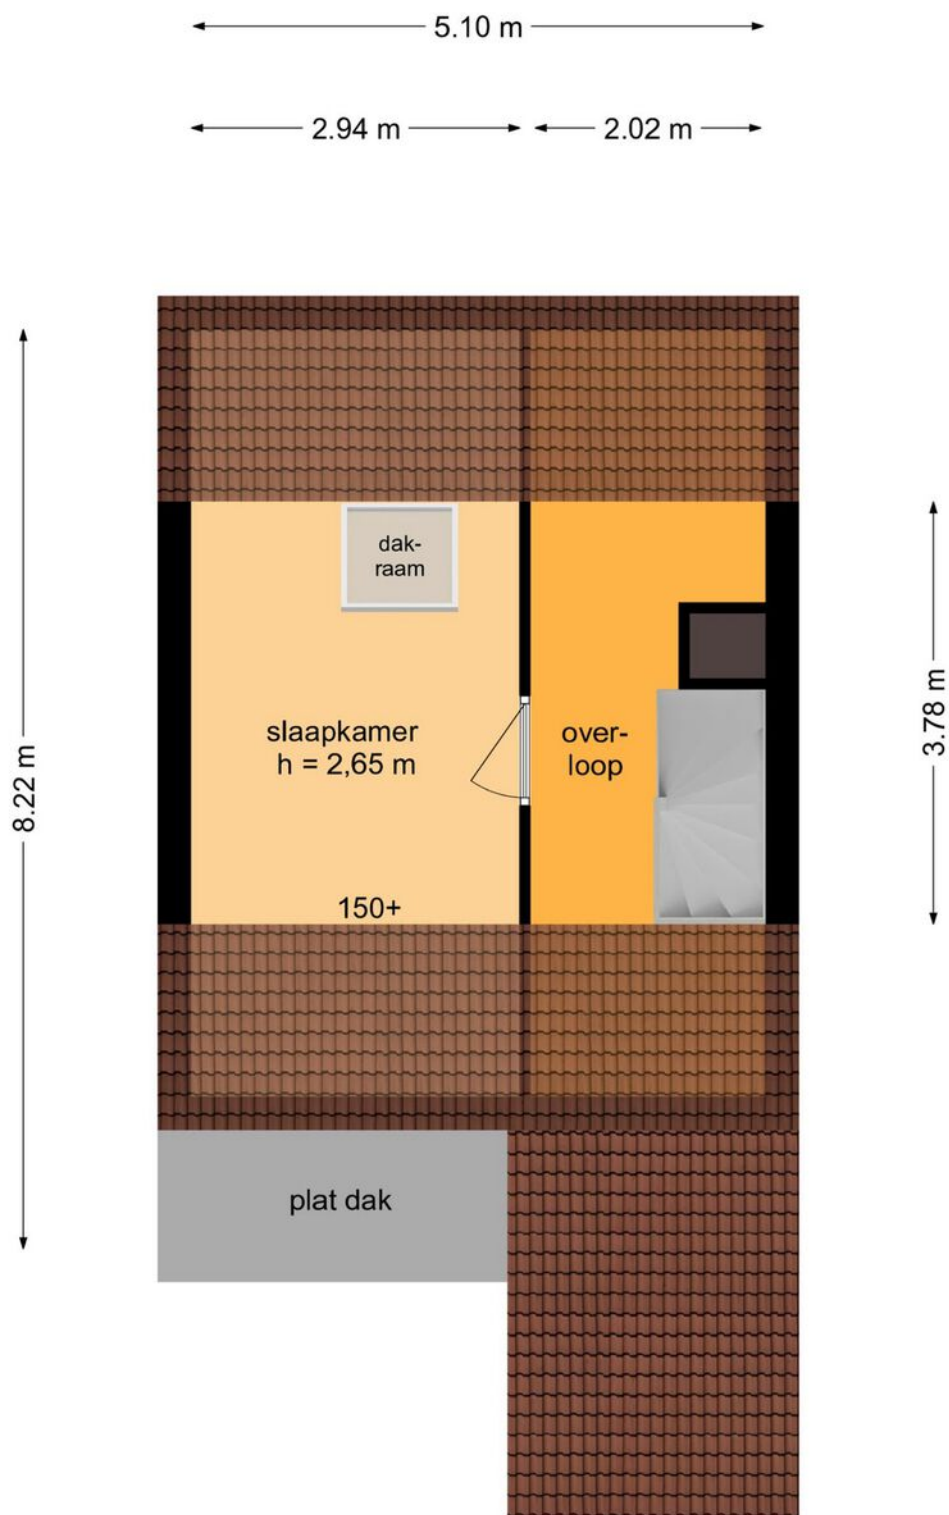 5.10 m
2.94 m
2.02 m
dak-
raam
slaapkamer
h = 2,65 m
over-
loop
3.78 m
8.22 m
150+
plat dak